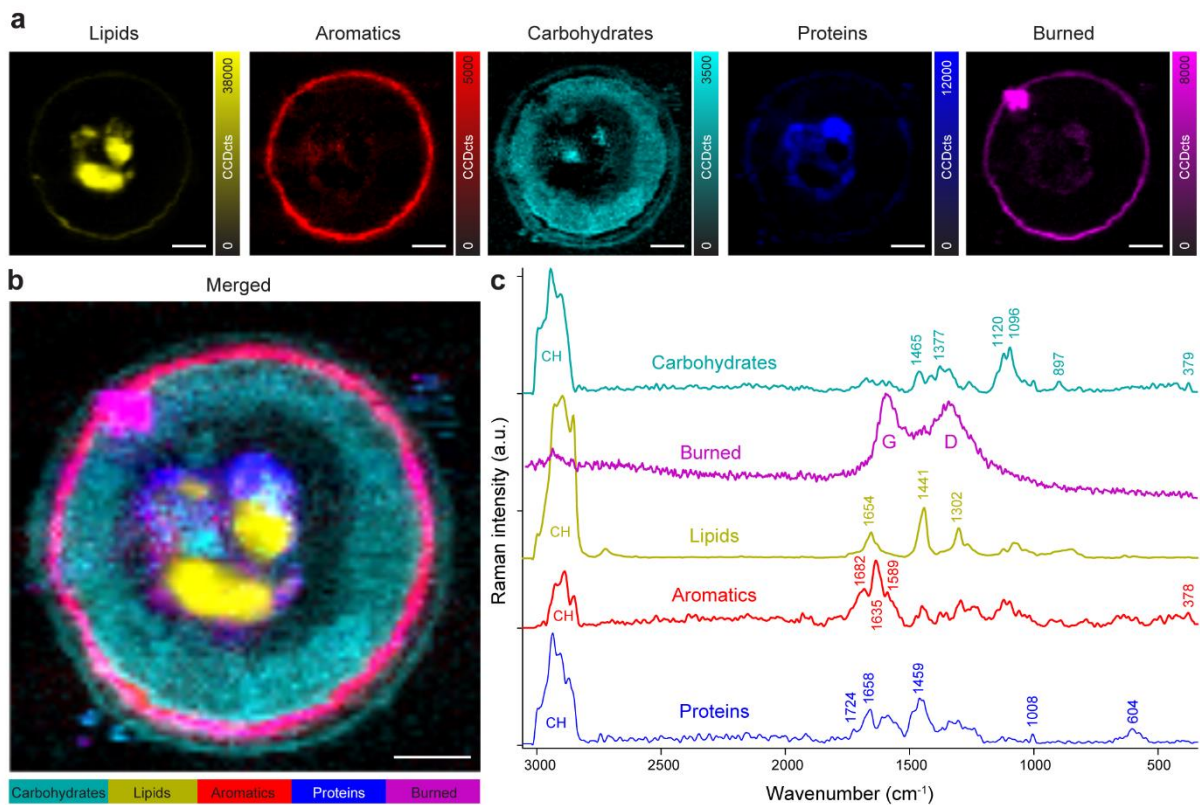 a
Lipids
Aromatics
Carbohydrates
Proteins
Burned
38000
CCDcts
0
5000
CCDcts
0
3500
CCDcts
0
12000
CCDcts
0
8000
CCDcts
0
b
Merged
Carbohydrates Lipids Aromatics Proteins Burned
c
Raman intensity (a.u.)
CH
Carbohydrates
1465
1377
1120
1096
897
379
Burned
G
D
CH
Lipids
1654
1441
1302
CH
Aromatics
1682
1635
1589
378
CH
Proteins
1724
1658
1459
1008
604
3000 2500 2000 1500 1000 500
Wavenumber (cm⁻¹)